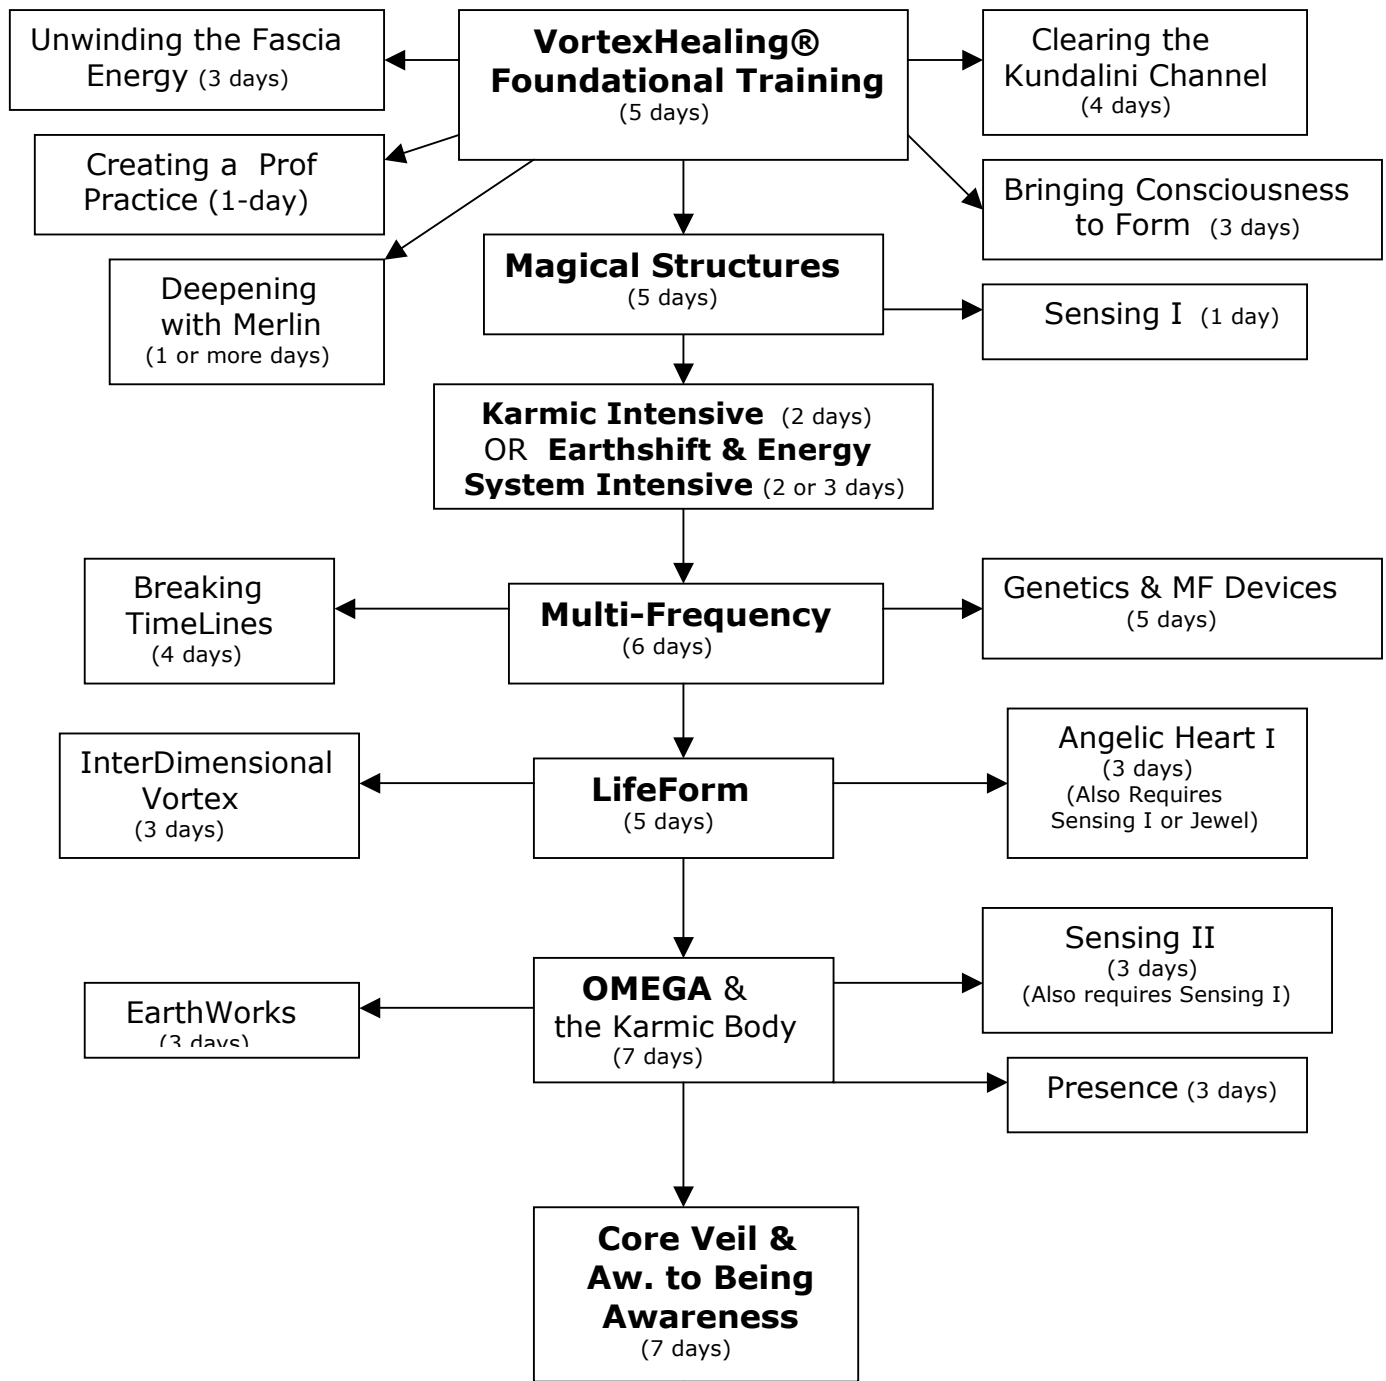 Unwinding the Fascia
Energy (3 days)
VortexHealing®
Foundational Training
(5 days)
Clearing the
Kundalini Channel
(4 days)
Creating a Prof
Practice (1-day)
Bringing Consciousness
to Form (3 days)
Deepening
with Merlin
(1 or more days)
Magical Structures
(5 days)
Sensing I (1 day)
Karmic Intensive (2 days)
OR Earthshift & Energy
System Intensive (2 or 3 days)
Breaking
TimeLines
(4 days)
Multi-Frequency
(6 days)
Genetics & MF Devices
(5 days)
InterDimensional
Vortex
(3 days)
LifeForm
(5 days)
Angelic Heart I
(3 days)
(Also Requires
Sensing I or Jewel)
EarthWorks
(3 days)
OMEGA &
the Karmic Body
(7 days)
Sensing II
(3 days)
(Also requires Sensing I)
Presence (3 days)
Core Veil &
Aw. to Being
Awareness
(7 days)